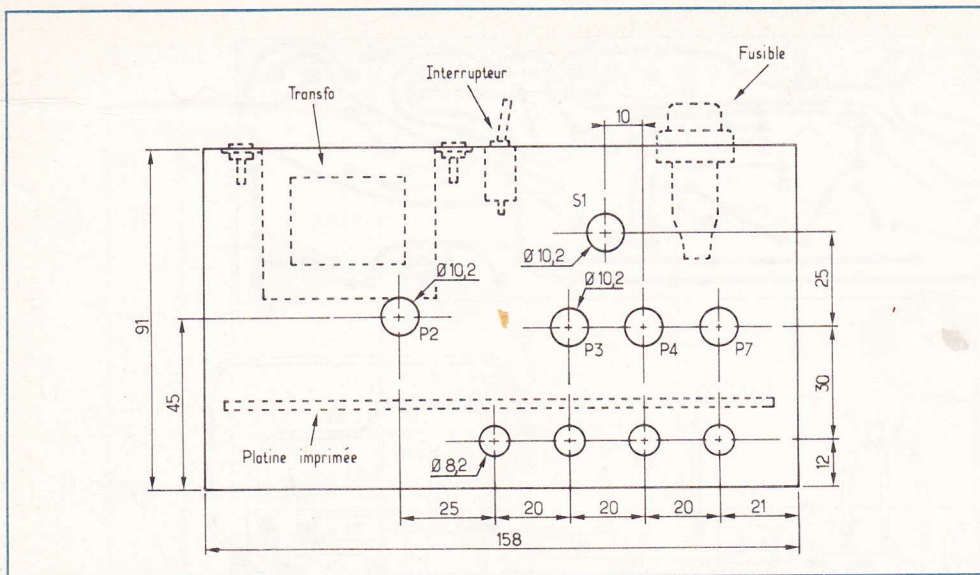 Fusible
Interrupteur
Transfo
10
S1
Ø 10,2
Ø 10,2
Ø 10,2
25
P2
P3
P4
P7
91
45
30
Platine imprimée
Ø 8,2
12
25
20
20
20
21
158